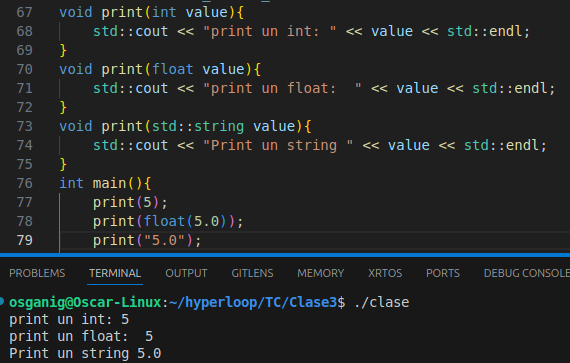 67 void print(int value){
68     std::cout << "print un int: " << value << std::endl;
69 }
70 void print(float value){
71     std::cout << "print un float:  " << value << std::endl;
72 }
73 void print(std::string value){
74     std::cout << "Print un string " << value << std::endl;
75 }
76 int main(){
77     print(5);
78     print(float(5.0));
79     print("5.0");
PROBLEMS TERMINAL OUTPUT GITLENS MEMORY XRTOS PORTS DEBUG CONSOLE
osganig@Oscar-Linux:~/hyperloop/TC/Clase3$ ./clase
print un int: 5
print un float:  5
Print un string 5.0